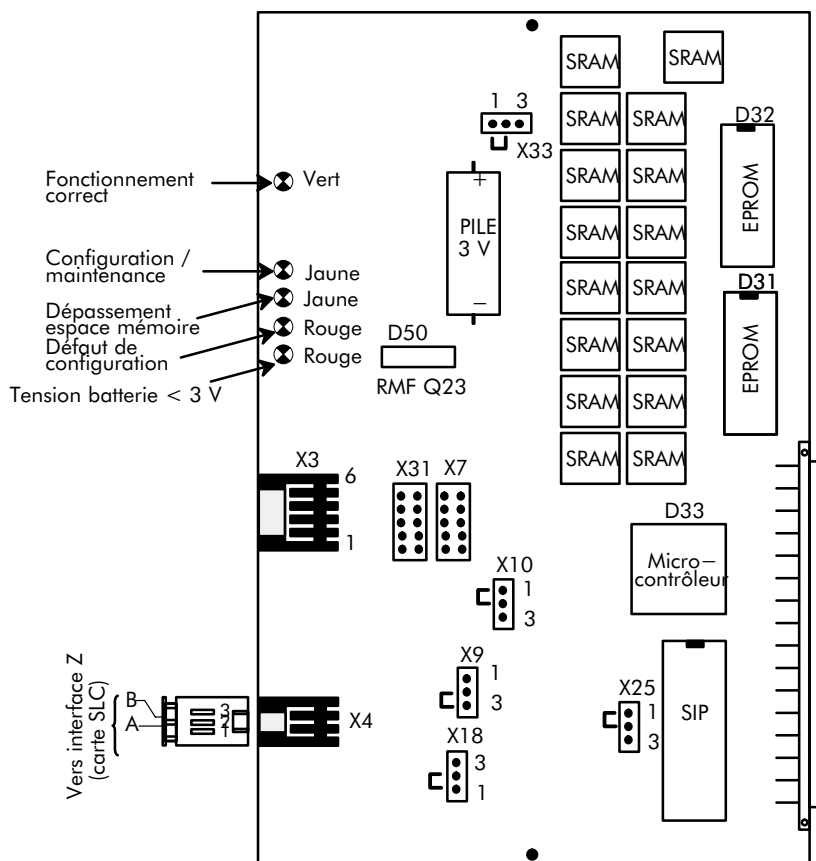 SRAM
SRAM
1 3
X33
SRAM
SRAM
D32
EPROM
Fonctionnement
correct
Vert
+
PILE
3 V
−
SRAM
SRAM
SRAM
SRAM
Configuration /
maintenance
Jaune
Jaune
Dépassement
espace mémoire
Rouge
Défaut de
configuration
Rouge
Tension batterie < 3 V
D50
RMF Q23
SRAM
SRAM
D31
EPROM
SRAM
SRAM
SRAM
SRAM
SRAM
SRAM
X3
6
1
X31
X7
D33
Micro−
contrôleur
X10
1
3
X9
1
3
X25
1
3
SIP
Vers interface Z
(carte SLC)
B
A
3
2
1
X4
X18
3
1